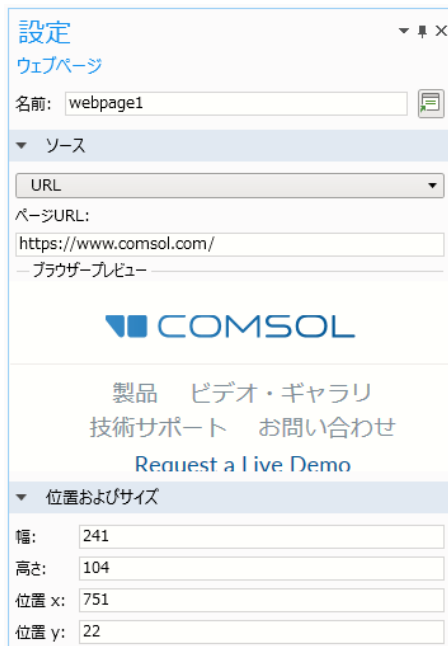 設定
ウェブページ
名前: webpage1
ソース
URL
ページURL:
https://www.comsol.com/
ブラウザープレビュー
COMSOL
製品 ビデオ・ギャラリ
技術サポート お問い合わせ
Request a Live Demo
位置およびサイズ
幅: 241
高さ: 104
位置 x: 751
位置 y: 22